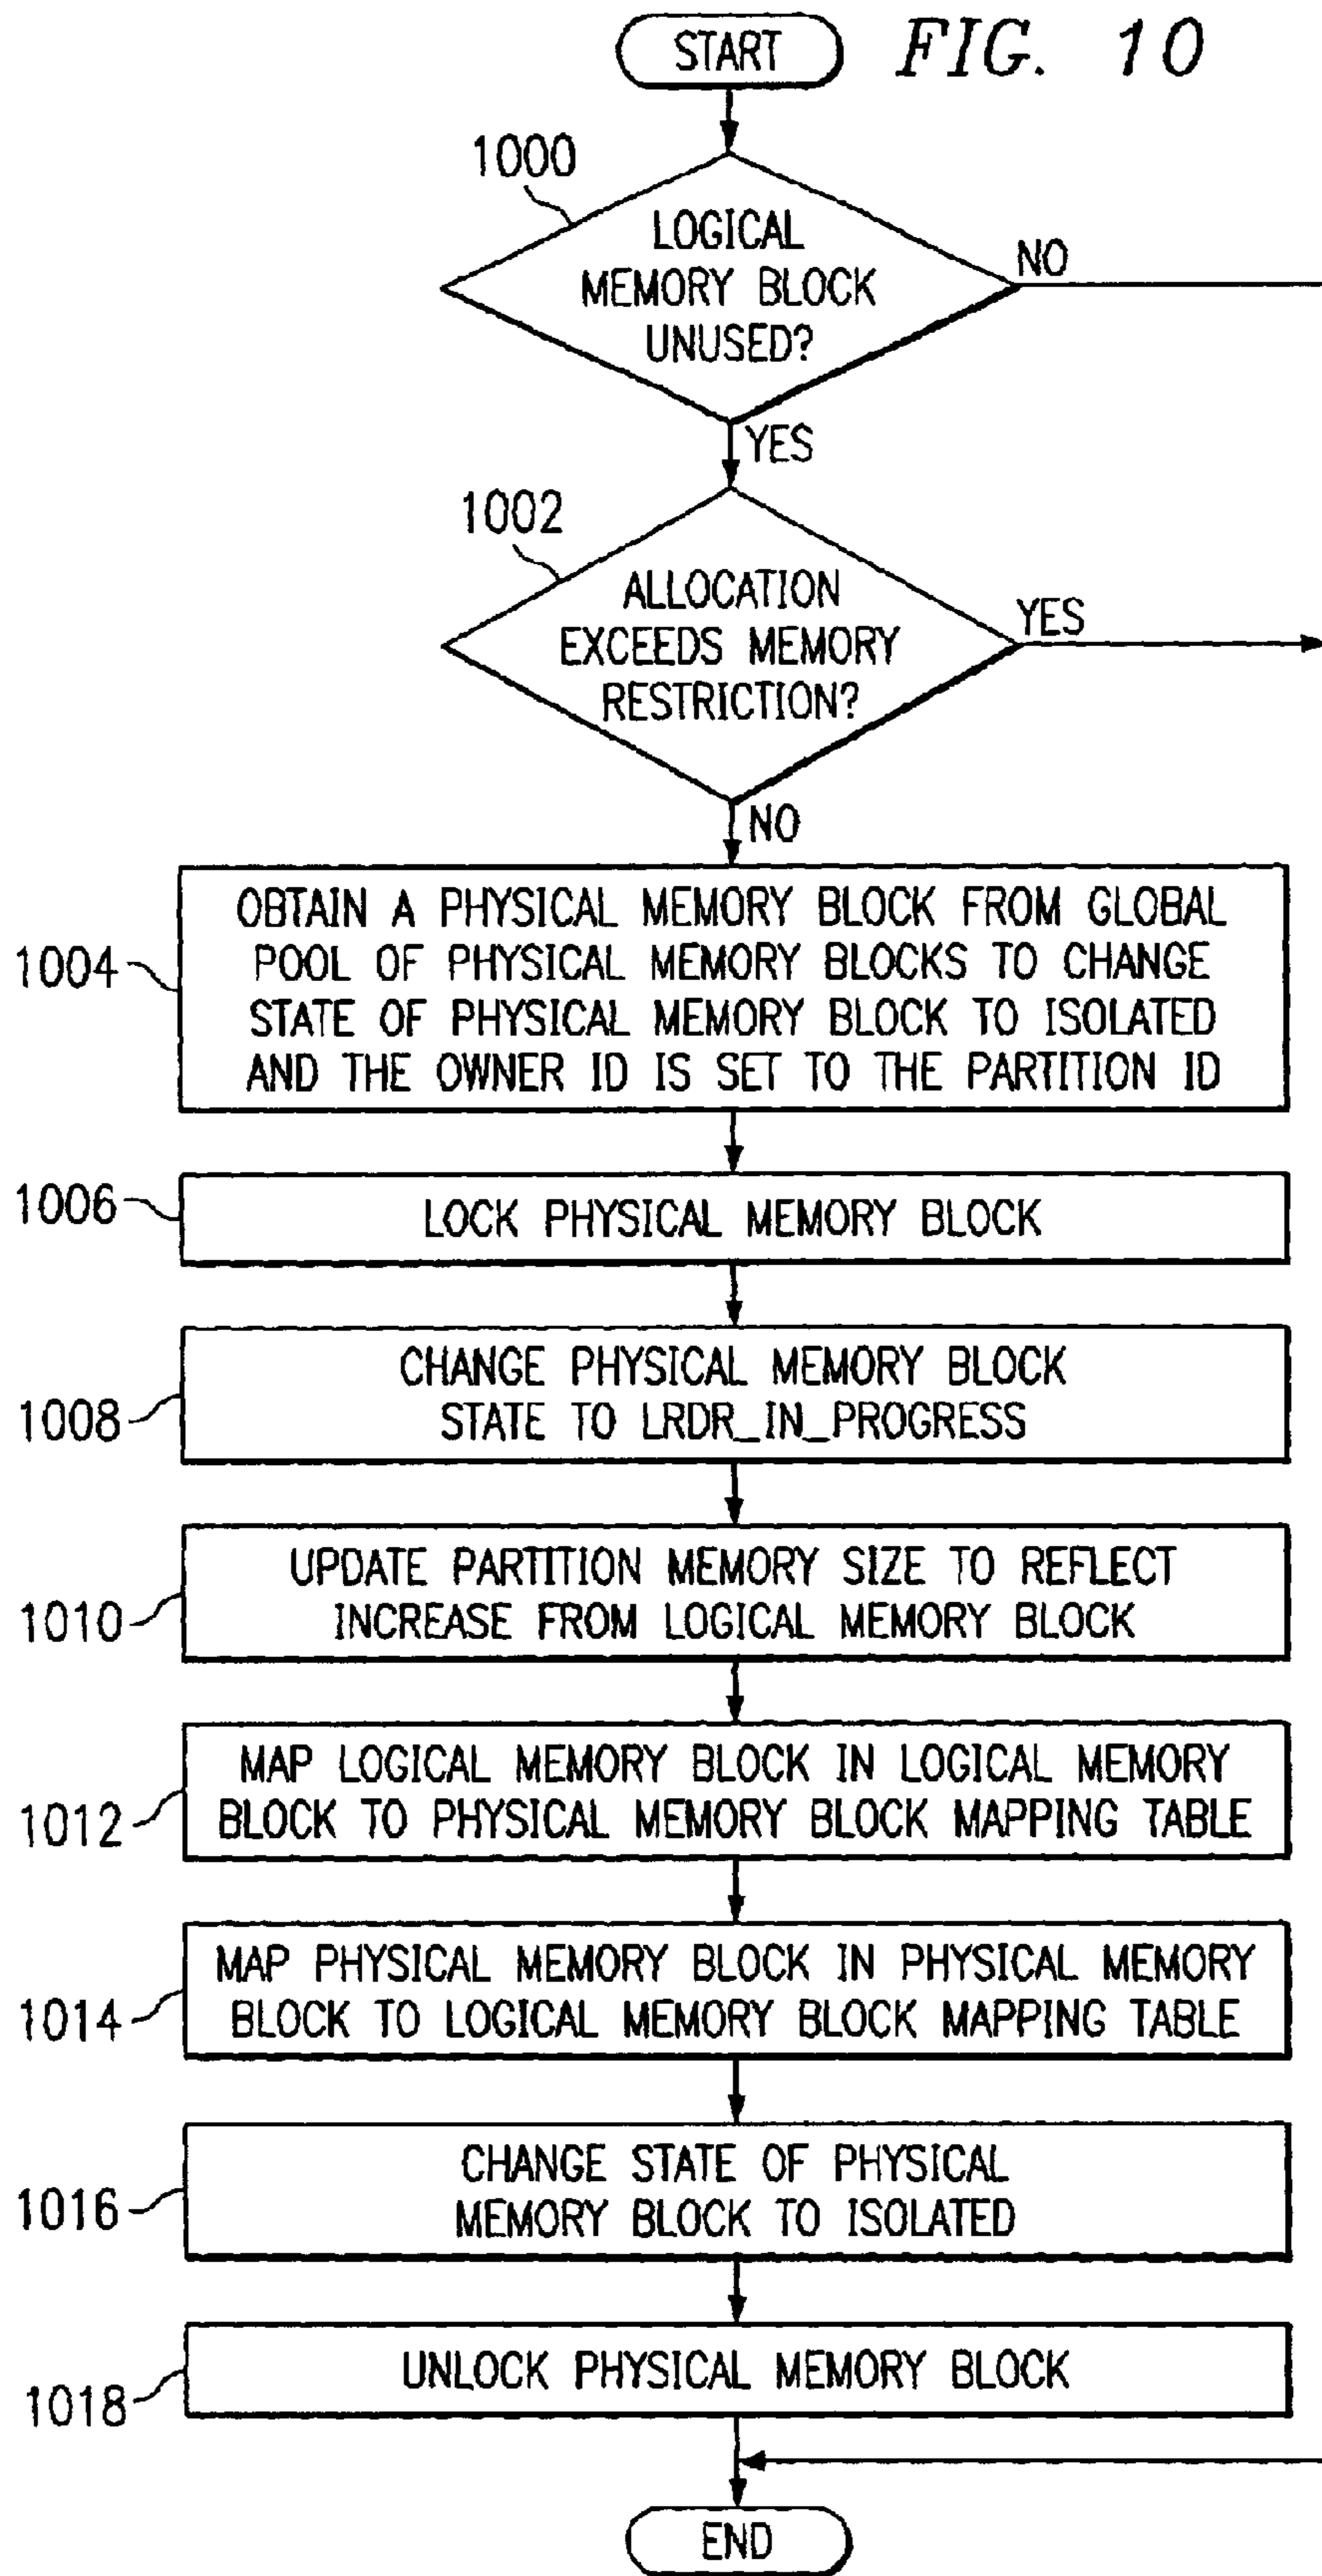 START
FIG. 10
1000
LOGICAL
MEMORY BLOCK
UNUSED?
NO
YES
1002
ALLOCATION
EXCEEDS MEMORY
RESTRICTION?
YES
NO
1004
OBTAIN A PHYSICAL MEMORY BLOCK FROM GLOBAL
POOL OF PHYSICAL MEMORY BLOCKS TO CHANGE
STATE OF PHYSICAL MEMORY BLOCK TO ISOLATED
AND THE OWNER ID IS SET TO THE PARTITION ID
1006
LOCK PHYSICAL MEMORY BLOCK
1008
CHANGE PHYSICAL MEMORY BLOCK
STATE TO LRDR_IN_PROGRESS
1010
UPDATE PARTITION MEMORY SIZE TO REFLECT
INCREASE FROM LOGICAL MEMORY BLOCK
1012
MAP LOGICAL MEMORY BLOCK IN LOGICAL MEMORY
BLOCK TO PHYSICAL MEMORY BLOCK MAPPING TABLE
1014
MAP PHYSICAL MEMORY BLOCK IN PHYSICAL MEMORY
BLOCK TO LOGICAL MEMORY BLOCK MAPPING TABLE
1016
CHANGE STATE OF PHYSICAL
MEMORY BLOCK TO ISOLATED
1018
UNLOCK PHYSICAL MEMORY BLOCK
END